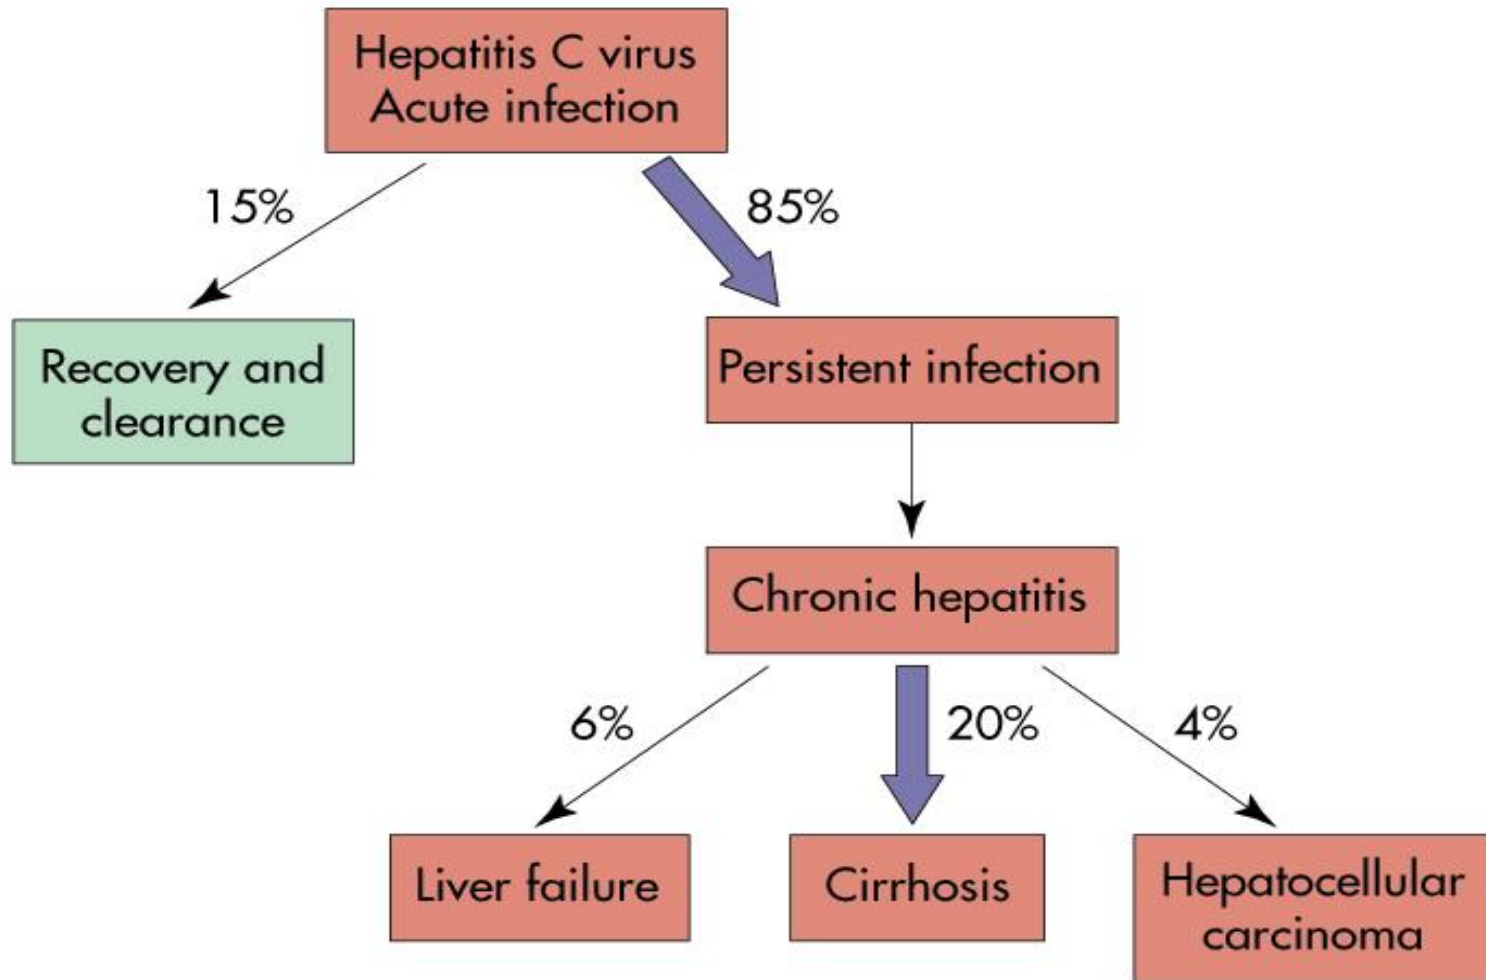 Hepatitis C virus
Acute infection
15%
85%
Recovery and
clearance
Persistent infection
Chronic hepatitis
6%
20%
4%
Liver failure
Cirrhosis
Hepatocellular
carcinoma